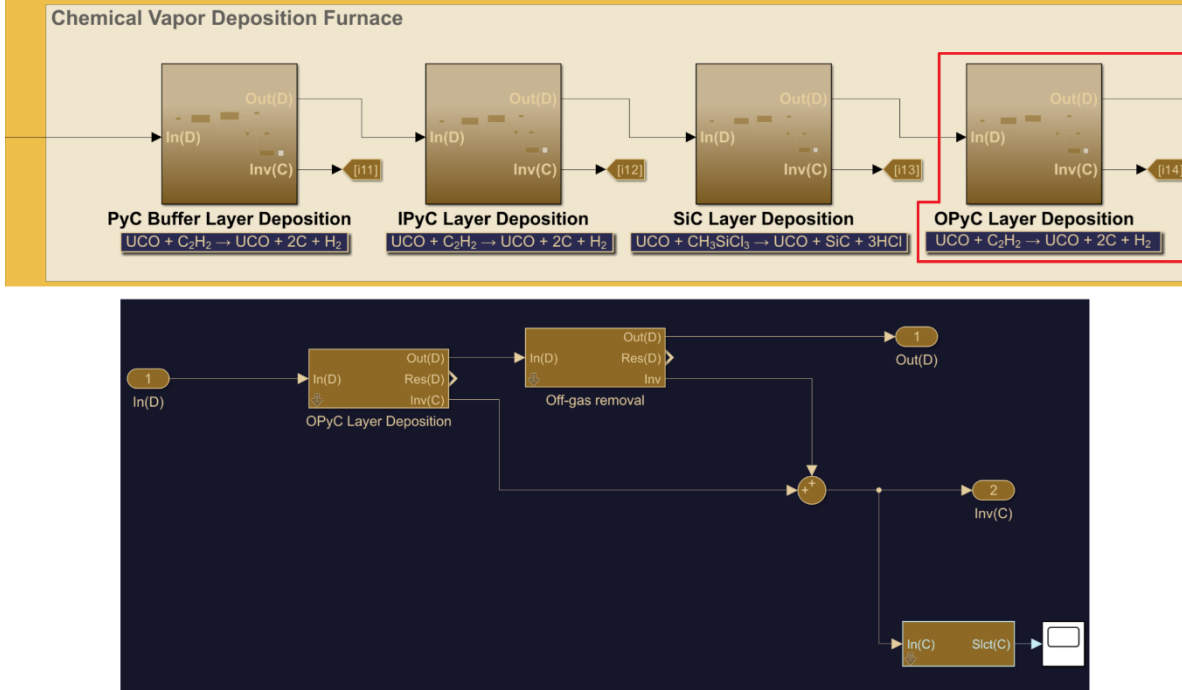 Chemical Vapor Deposition Furnace
In(D)
Out(D)
Inv(C)
[i11]
PyC Buffer Layer Deposition
UCO + C₂H₂ → UCO + 2C + H₂
In(D)
Out(D)
Inv(C)
[i12]
IPyC Layer Deposition
UCO + C₂H₂ → UCO + 2C + H₂
In(D)
Out(D)
Inv(C)
[i13]
SiC Layer Deposition
UCO + CH₃SiCl₃ → UCO + SiC + 3HCl
In(D)
Out(D)
Inv(C)
[i14]
OPyC Layer Deposition
UCO + C₂H₂ → UCO + 2C + H₂
1
In(D)
In(D)
Out(D)
Res(D)
Inv(C)
OPyC Layer Deposition
In(D)
Out(D)
Res(D)
Inv
Off-gas removal
1
Out(D)
+
+
2
Inv(C)
In(C)
Slct(C)